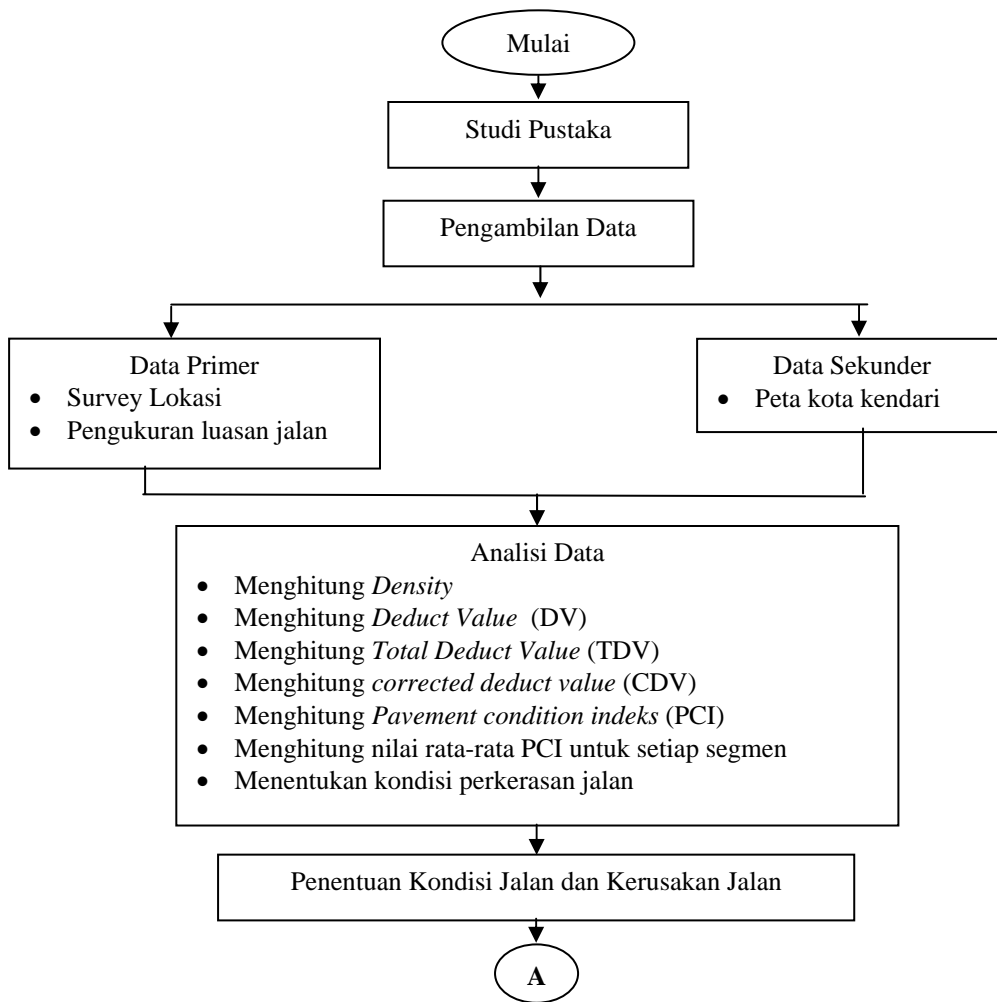 Mulai
Studi Pustaka
Pengambilan Data
Data Primer
• Survey Lokasi
• Pengukuran luasan jalan
Data Sekunder
• Peta kota kendari
Analisi Data
• Menghitung Density
• Menghitung Deduct Value (DV)
• Menghitung Total Deduct Value (TDV)
• Menghitung corrected deduct value (CDV)
• Menghitung Pavement condition indeks (PCI)
• Menghitung nilai rata-rata PCI untuk setiap segmen
• Menentukan kondisi perkerasan jalan
Penentuan Kondisi Jalan dan Kerusakan Jalan
A